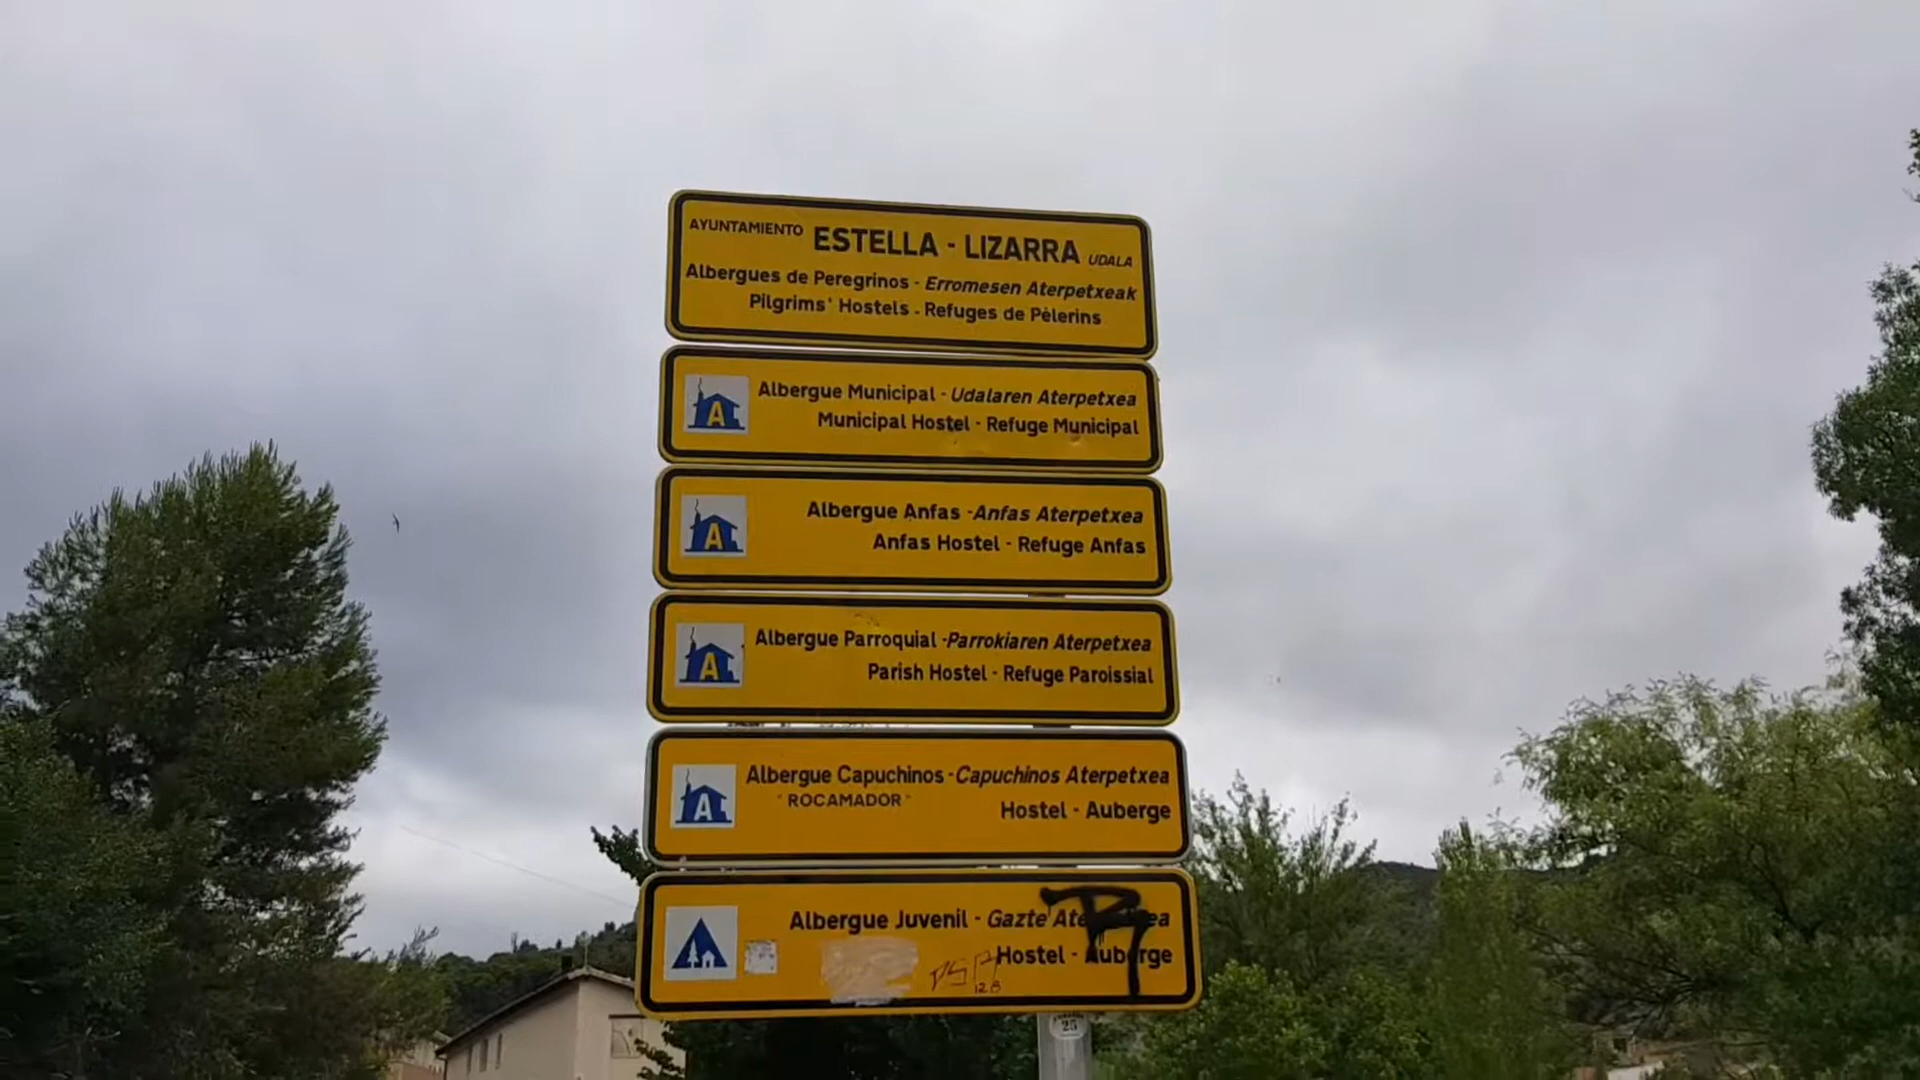 AYUNTAMIENTO ESTELLA - LIZARRA UDALA
Albergues de Peregrinos - Erromesen Aterpetxeak
Pilgrims' Hostels - Refuges de Pèlerins
A
Albergue Municipal - Udalaren Aterpetxea
Municipal Hostel - Refuge Municipal
A
Albergue Anfas - Anfas Aterpetxea
Anfas Hostel - Refuge Anfas
A
Albergue Parroquial - Parrokiaren Aterpetxea
Parish Hostel - Refuge Paroissial
A
Albergue Capuchinos - Capuchinos Aterpetxea
"ROCAMADOR" Hostel - Auberge
Albergue Juvenil - Gazte
Hostel - Auberge
128
25